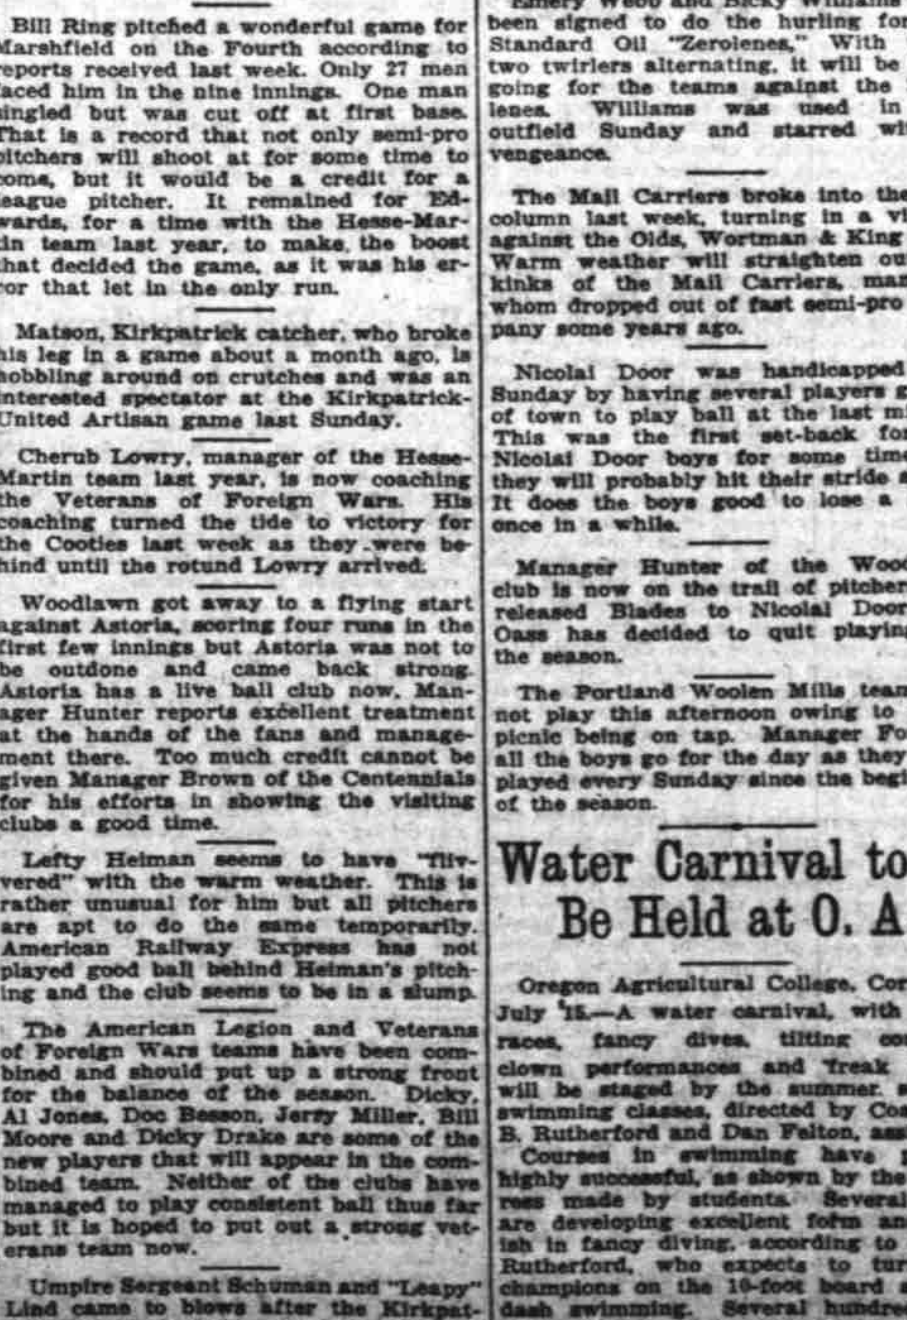 Bill Ring pitched a wonderful game for
Marshfield on the Fourth according to
reports received last week. Only 27 men
faced him in the nine innings. One man
singled but was cut off at first base.
That is a record that not only semi-pro
pitchers will shoot at for some time to
come, but it would be a credit for a
league pitcher. It remained for Ed-
wards, for a time with the Hesse-Mar-
tin team last year, to make the boost
that decided the game, as it was his er-
ror that let in the only run.
Matson, Kirkpatrick catcher, who broke
his leg in a game about a month ago, is
hobbling around on crutches and was an
interested spectator at the Kirkpatrick-
United Artisan game last Sunday.
Cherub Lowry, manager of the Hesse-
Martin team last year, is now coaching
the Veterans of Foreign Wars. His
coaching turned the tide to victory for
the Cooties last week as they were be-
hind until the rotund Lowry arrived.
Woodlawn got away to a flying start
against Astoria, scoring four runs in the
first few innings but Astoria was not to
be outdone and came back strong.
Astoria has a live ball club now. Man-
ager Hunter reports excellent treatment
at the hands of the fans and manage-
ment there. Too much credit cannot be
given Manager Brown of the Centennials
for his efforts in showing the visiting
clubs a good time.
Lefty Heiman seems to have "fliv-
vered" with the warm weather. This is
rather unusual for him but all pitchers
are apt to do the same temporarily.
American Railway Express has not
played good ball behind Heiman's pitch-
ing and the club seems to be in a slump.
The American Legion and Veterans
of Foreign Wars teams have been com-
bined and should put up a strong front
for the balance of the season. Dicky,
Al Jones, Doc Besson, Jerry Miller, Bill
Moore and Dicky Drake are some of the
new players that will appear in the com-
bined team. Neither of the clubs have
managed to play consistent ball thus far
but it is hoped to put out a strong vet-
erans team now.
Umpire Sergeant Schuman and "Leapy"
Lind came to blows after the Kirkpat-
Emery Webb and Bicky Williams
been signed to do the hurling for
Standard Oil "Zerolenes," With
two twirlers alternating, it will be
going for the teams against the
lenes. Williams was used in
outfield Sunday and starred wi
vengeance.
The Mail Carriers broke into the
column last week, turning in a vi
against the Olds, Wortman & King
Warm weather will straighten ou
kinks of the Mail Carriers, man
whom dropped out of fast semi-pro
pany some years ago.
Nicolai Door was handicapped
Sunday by having several players g
of town to play ball at the last mi
This was the first set-back for
Nicolai Door boys for some time
they will probably hit their stride a
It does the boys good to lose a
once in a while.
Manager Hunter of the Wood
club is now on the trail of pitcher
released Blades to Nicolai Door
Oass has decided to quit playing
the season.
The Portland Woolen Mills team
not play this afternoon owing to
picnic being on tap. Manager Fo
all the boys go for the day as they
played every Sunday since the begi
of the season.
Water Carnival to
Be Held at O. A
Oregon Agricultural College, Cor
July 15.—A water carnival, with
races, fancy dives, tilting con
clown performances and "freak
will be staged by the summer s
swimming classes, directed by Coa
B. Rutherford and Dan Felton, ass
Courses in swimming have
highly successful, as shown by the
ress made by students. Several
are developing excellent form an
ish in fancy diving, according to
Rutherford, who expects to tur
champions on the 10-foot board a
dash swimming. Several hundre